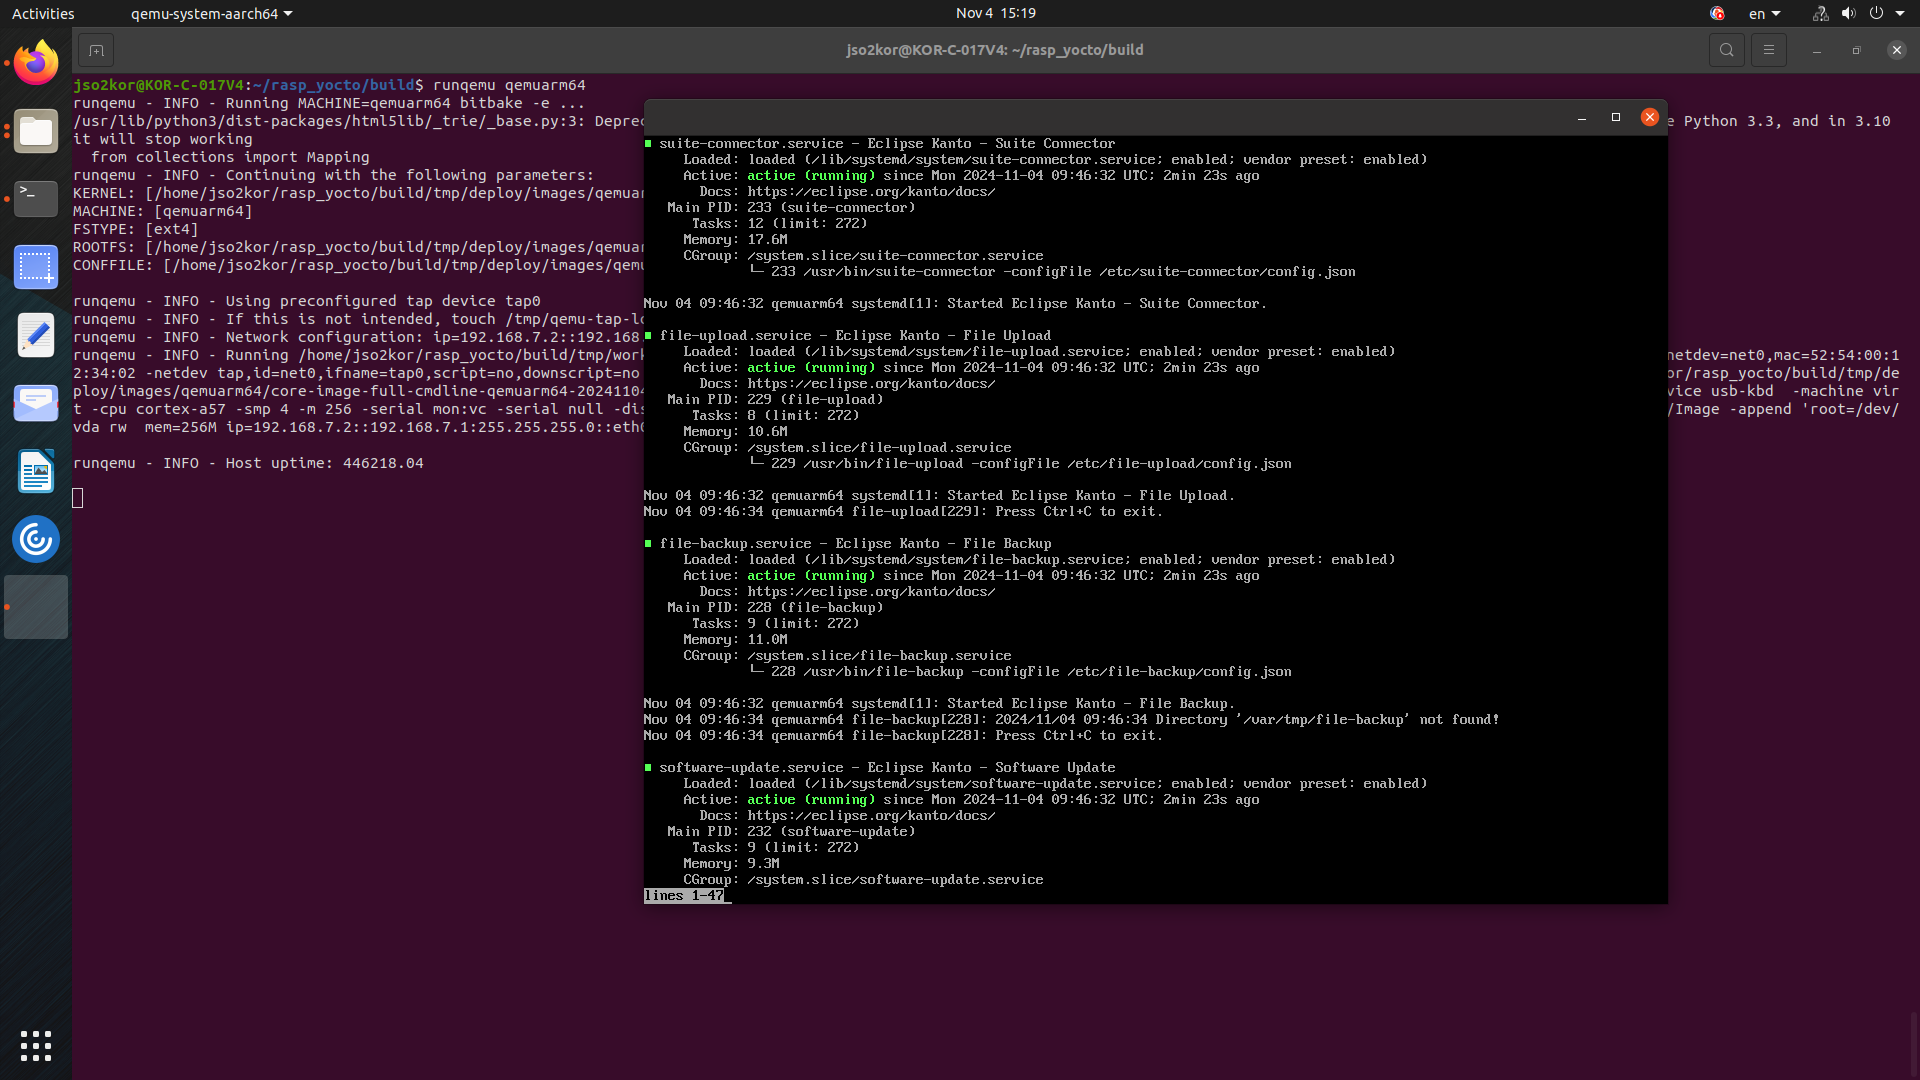 Activities
qemu-system-aarch64
Nov 4 15:19
en
jso2kor@KOR-C-017V4: ~/rasp_yocto/build
jso2kor@KOR-C-017V4:~/rasp_yocto/build$ runqemu qemuarm64
runqemu - INFO - Running MACHINE=qemuarm64 bitbake -e ...
/usr/lib/python3/dist-packages/html5lib/_trie/_base.py:3: Deprec
e Python 3.3, and in 3.10
it will stop working
from collections import Mapping
runqemu - INFO - Continuing with the following parameters:
KERNEL: [/home/jso2kor/rasp_yocto/build/tmp/deploy/images/qemuar
MACHINE: [qemuarm64]
FSTYPE: [ext4]
ROOTFS: [/home/jso2kor/rasp_yocto/build/tmp/deploy/images/qemuar
CONFFILE: [/home/jso2kor/rasp_yocto/build/tmp/deploy/images/qemu
runqemu - INFO - Using preconfigured tap device tap0
runqemu - INFO - If this is not intended, touch /tmp/qemu-tap-lo
runqemu - INFO - Network configuration: ip=192.168.7.2::192.168.
runqemu - INFO - Running /home/jso2kor/rasp_yocto/build/tmp/work
netdev=net0,mac=52:54:00:1
2:34:02 -netdev tap,id=net0,ifname=tap0,script=no,downscript=no
or/rasp_yocto/build/tmp/de
ploy/images/qemuarm64/core-image-full-cmdline-qemuarm64-20241104
vice usb-kbd  -machine vir
t -cpu cortex-a57 -smp 4 -m 256 -serial mon:vc -serial null -dis
/Image -append 'root=/dev/
vda rw  mem=256M ip=192.168.7.2::192.168.7.1:255.255.255.0::eth0
runqemu - INFO - Host uptime: 446218.04
suite-connector.service - Eclipse Kanto - Suite Connector
Loaded: loaded (/lib/systemd/system/suite-connector.service; enabled; vendor preset: enabled)
Active: active (running) since Mon 2024-11-04 09:46:32 UTC; 2min 23s ago
Docs: https://eclipse.org/kanto/docs/
Main PID: 233 (suite-connector)
Tasks: 12 (limit: 272)
Memory: 17.6M
CGroup: /system.slice/suite-connector.service
└─ 233 /usr/bin/suite-connector -configFile /etc/suite-connector/config.json
Nov 04 09:46:32 qemuarm64 systemd[1]: Started Eclipse Kanto - Suite Connector.
file-upload.service - Eclipse Kanto - File Upload
Loaded: loaded (/lib/systemd/system/file-upload.service; enabled; vendor preset: enabled)
Active: active (running) since Mon 2024-11-04 09:46:32 UTC; 2min 23s ago
Docs: https://eclipse.org/kanto/docs/
Main PID: 229 (file-upload)
Tasks: 8 (limit: 272)
Memory: 10.6M
CGroup: /system.slice/file-upload.service
└─ 229 /usr/bin/file-upload -configFile /etc/file-upload/config.json
Nov 04 09:46:32 qemuarm64 systemd[1]: Started Eclipse Kanto - File Upload.
Nov 04 09:46:34 qemuarm64 file-upload[229]: Press Ctrl+C to exit.
file-backup.service - Eclipse Kanto - File Backup
Loaded: loaded (/lib/systemd/system/file-backup.service; enabled; vendor preset: enabled)
Active: active (running) since Mon 2024-11-04 09:46:32 UTC; 2min 23s ago
Docs: https://eclipse.org/kanto/docs/
Main PID: 228 (file-backup)
Tasks: 9 (limit: 272)
Memory: 11.0M
CGroup: /system.slice/file-backup.service
└─ 228 /usr/bin/file-backup -configFile /etc/file-backup/config.json
Nov 04 09:46:32 qemuarm64 systemd[1]: Started Eclipse Kanto - File Backup.
Nov 04 09:46:34 qemuarm64 file-backup[228]: 2024/11/04 09:46:34 Directory '/var/tmp/file-backup' not found!
Nov 04 09:46:34 qemuarm64 file-backup[228]: Press Ctrl+C to exit.
software-update.service - Eclipse Kanto - Software Update
Loaded: loaded (/lib/systemd/system/software-update.service; enabled; vendor preset: enabled)
Active: active (running) since Mon 2024-11-04 09:46:32 UTC; 2min 23s ago
Docs: https://eclipse.org/kanto/docs/
Main PID: 232 (software-update)
Tasks: 9 (limit: 272)
Memory: 9.3M
CGroup: /system.slice/software-update.service
lines 1-47